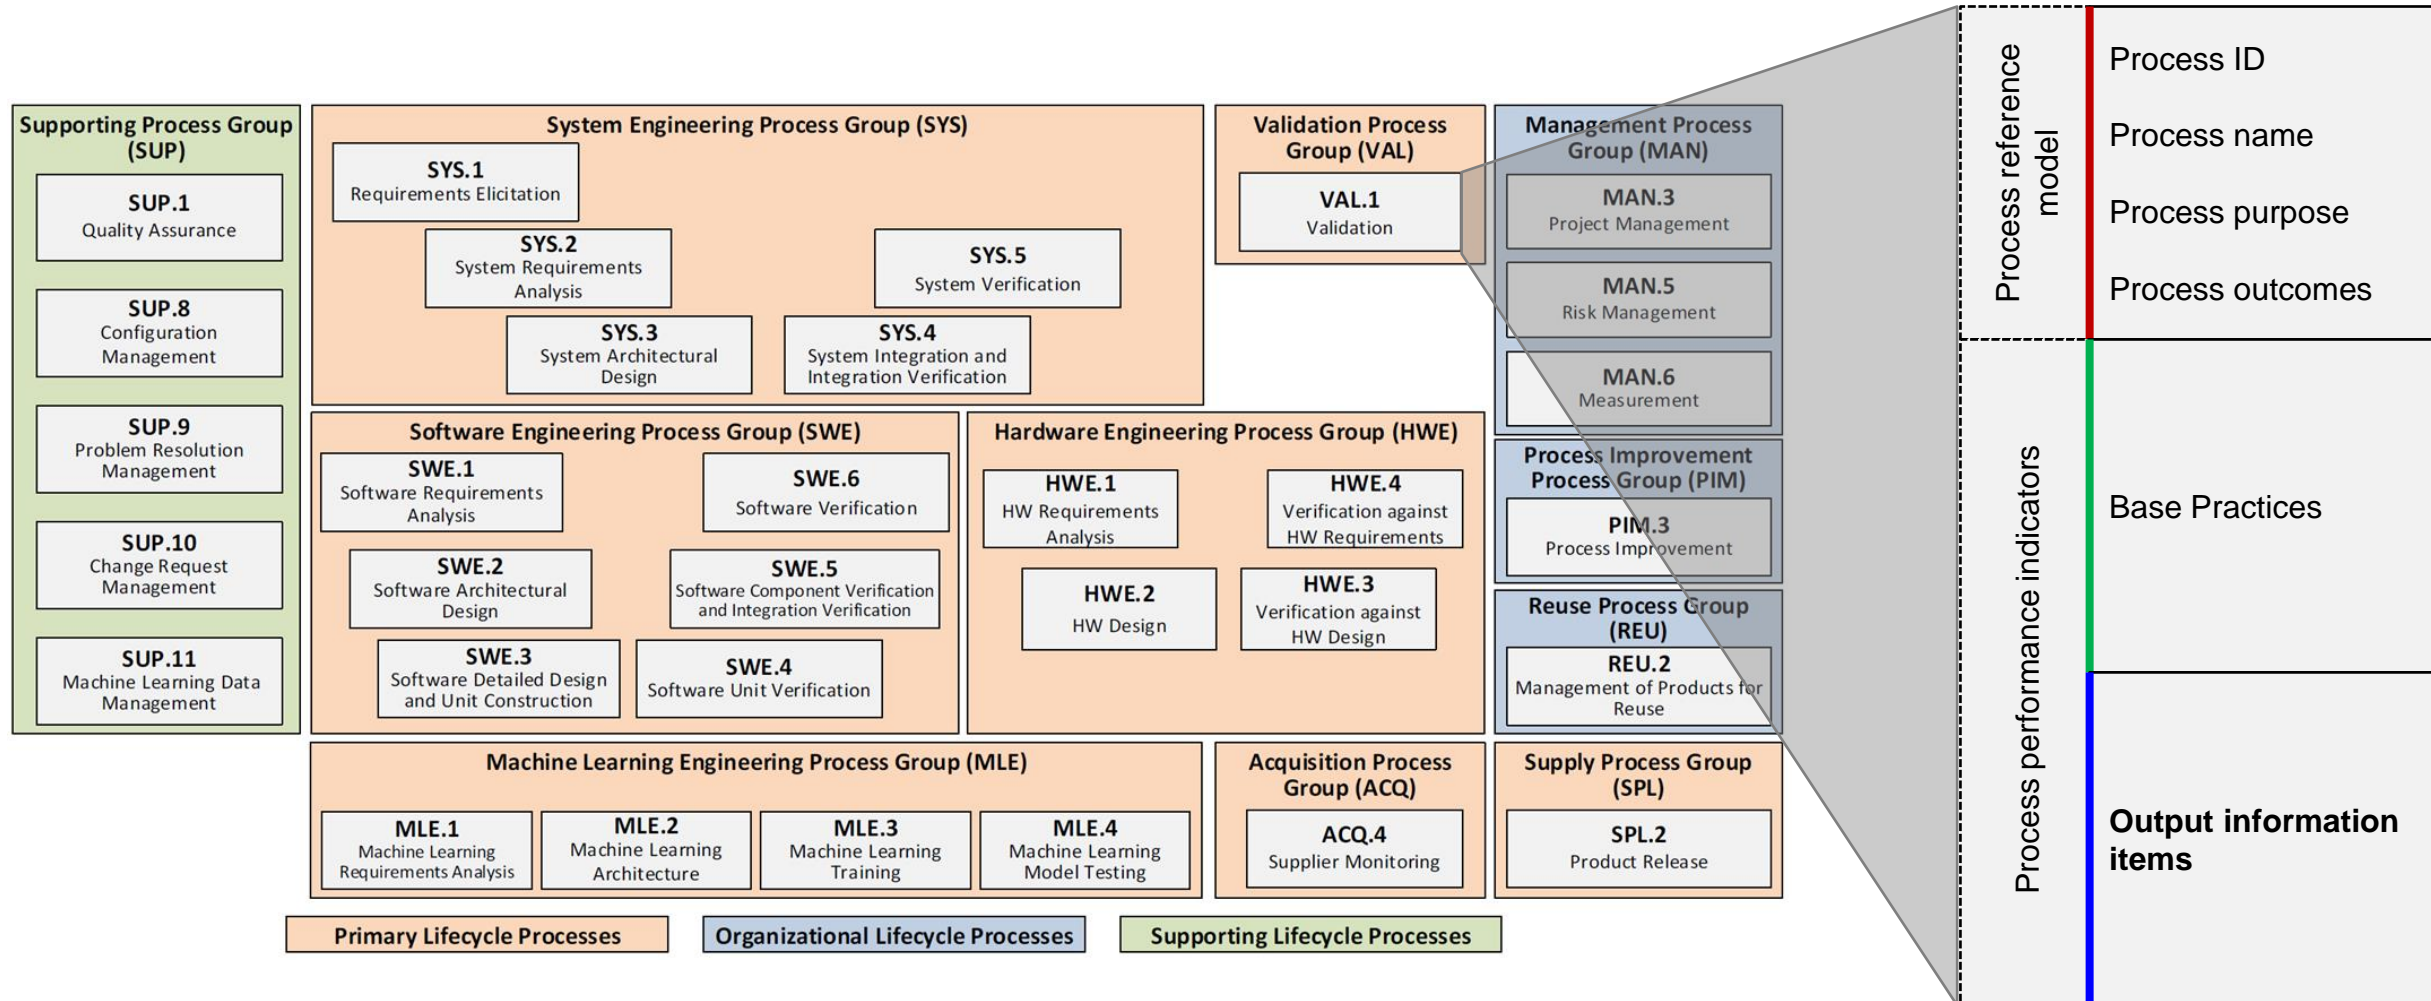 Supporting Process Group
(SUP)
SUP.1
Quality Assurance
SUP.8
Configuration
Management
SUP.9
Problem Resolution
Management
SUP.10
Change Request
Management
SUP.11
Machine Learning Data
Management
System Engineering Process Group (SYS)
SYS.1
Requirements Elicitation
SYS.2
System Requirements
Analysis
SYS.3
System Architectural
Design
SYS.4
System Integration and
Integration Verification
SYS.5
System Verification
Validation Process
Group (VAL)
VAL.1
Validation
Management Process
Group (MAN)
MAN.3
Project Management
MAN.5
Risk Management
MAN.6
Measurement
Software Engineering Process Group (SWE)
SWE.1
Software Requirements
Analysis
SWE.2
Software Architectural
Design
SWE.3
Software Detailed Design
and Unit Construction
SWE.4
Software Unit Verification
SWE.5
Software Component Verification
and Integration Verification
SWE.6
Software Verification
Hardware Engineering Process Group (HWE)
HWE.1
HW Requirements
Analysis
HWE.2
HW Design
HWE.3
Verification against
HW Design
HWE.4
Verification against
HW Requirements
Process Improvement
Process Group (PIM)
PIM.3
Process Improvement
Reuse Process Group
(REU)
REU.2
Management of Products for
Reuse
Machine Learning Engineering Process Group (MLE)
MLE.1
Machine Learning
Requirements Analysis
MLE.2
Machine Learning
Architecture
MLE.3
Machine Learning
Training
MLE.4
Machine Learning
Model Testing
Acquisition Process
Group (ACQ)
ACQ.4
Supplier Monitoring
Supply Process Group
(SPL)
SPL.2
Product Release
Primary Lifecycle Processes
Organizational Lifecycle Processes
Supporting Lifecycle Processes
Process reference
model
Process ID
Process name
Process purpose
Process outcomes
Process performance indicators
Base Practices
Output information
items